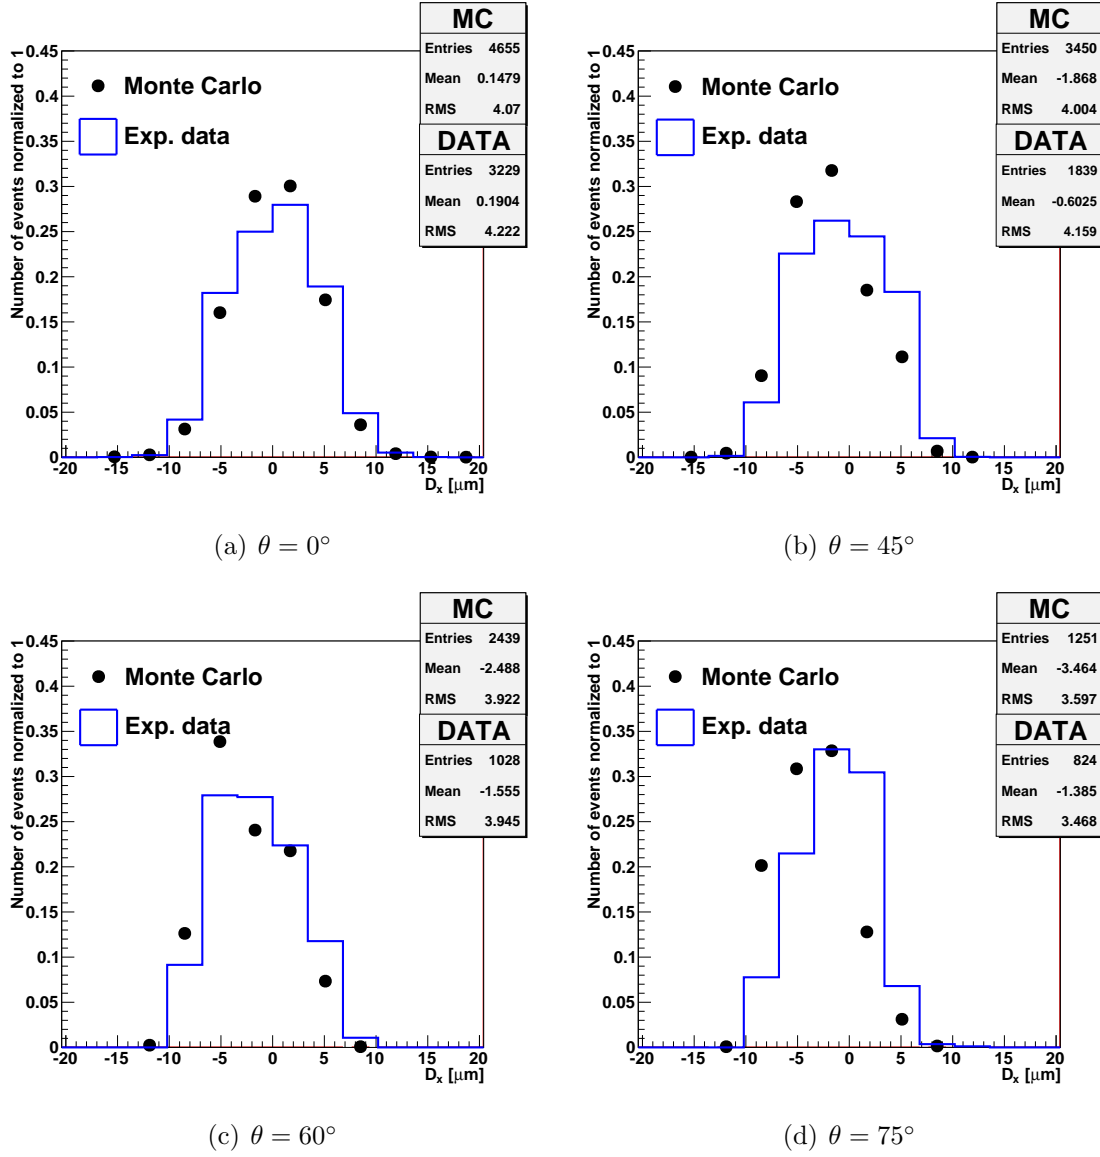 MC
Entries 4655
Mean 0.1479
RMS 4.07
DATA
Entries 3229
Mean 0.1904
RMS 4.222
Number of events normalized to 1
0.45
0.4
0.35
0.3
0.25
0.2
0.15
0.1
0.05
0
Monte Carlo
Exp. data
-20 -15 -10 -5 0 5 10 15 20
Dₓ [μm]
(a) θ = 0°
MC
Entries 3450
Mean -1.868
RMS 4.004
DATA
Entries 1839
Mean -0.6025
RMS 4.159
Number of events normalized to 1
0.45
0.4
0.35
0.3
0.25
0.2
0.15
0.1
0.05
0
Monte Carlo
Exp. data
-20 -15 -10 -5 0 5 10 15 20
Dₓ [μm]
(b) θ = 45°
MC
Entries 2439
Mean -2.488
RMS 3.922
DATA
Entries 1028
Mean -1.555
RMS 3.945
Number of events normalized to 1
0.45
0.4
0.35
0.3
0.25
0.2
0.15
0.1
0.05
0
Monte Carlo
Exp. data
-20 -15 -10 -5 0 5 10 15 20
Dₓ [μm]
(c) θ = 60°
MC
Entries 1251
Mean -3.464
RMS 3.597
DATA
Entries 824
Mean -1.385
RMS 3.468
Number of events normalized to 1
0.45
0.4
0.35
0.3
0.25
0.2
0.15
0.1
0.05
0
Monte Carlo
Exp. data
-20 -15 -10 -5 0 5 10 15 20
Dₓ [μm]
(d) θ = 75°